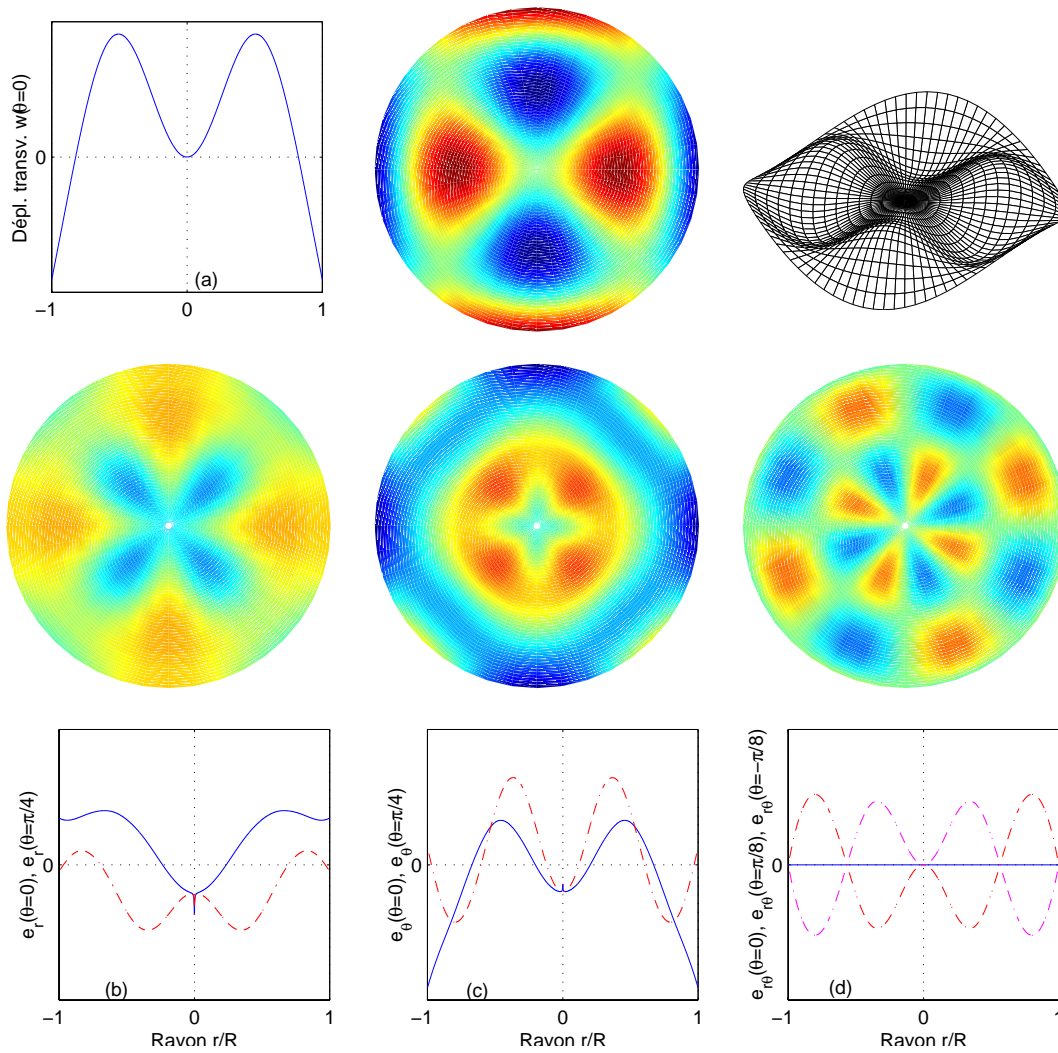 Dépl. transv. w(θ=0)
0
(a)
−1
0
1
e_r(θ=0), e_r(θ=π/4)
0
(b)
−1
0
1
Rayon r/R
e_θ(θ=0), e_θ(θ=π/4)
0
(c)
−1
0
1
Rayon r/R
e_rθ(θ=0), e_rθ(θ=π/8), e_rθ(θ=−π/8)
0
(d)
−1
0
1
Rayon r/R